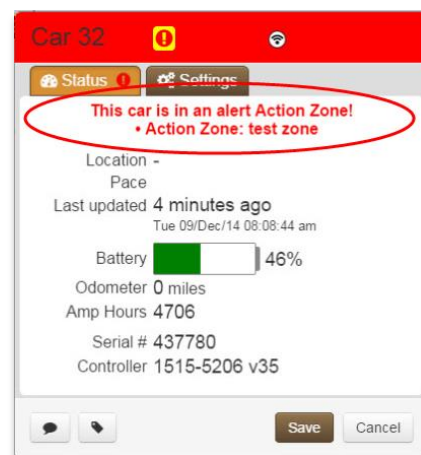 Car 32
Status Settings
This car is in an alert Action Zone!
• Action Zone: test zone
Location -
Pace
Last updated 4 minutes ago
Tue 09/Dec/14 08:08:44 am
Battery 46%
Odometer 0 miles
Amp Hours 4706
Serial # 437780
Controller 1515-5206 v35
Save Cancel